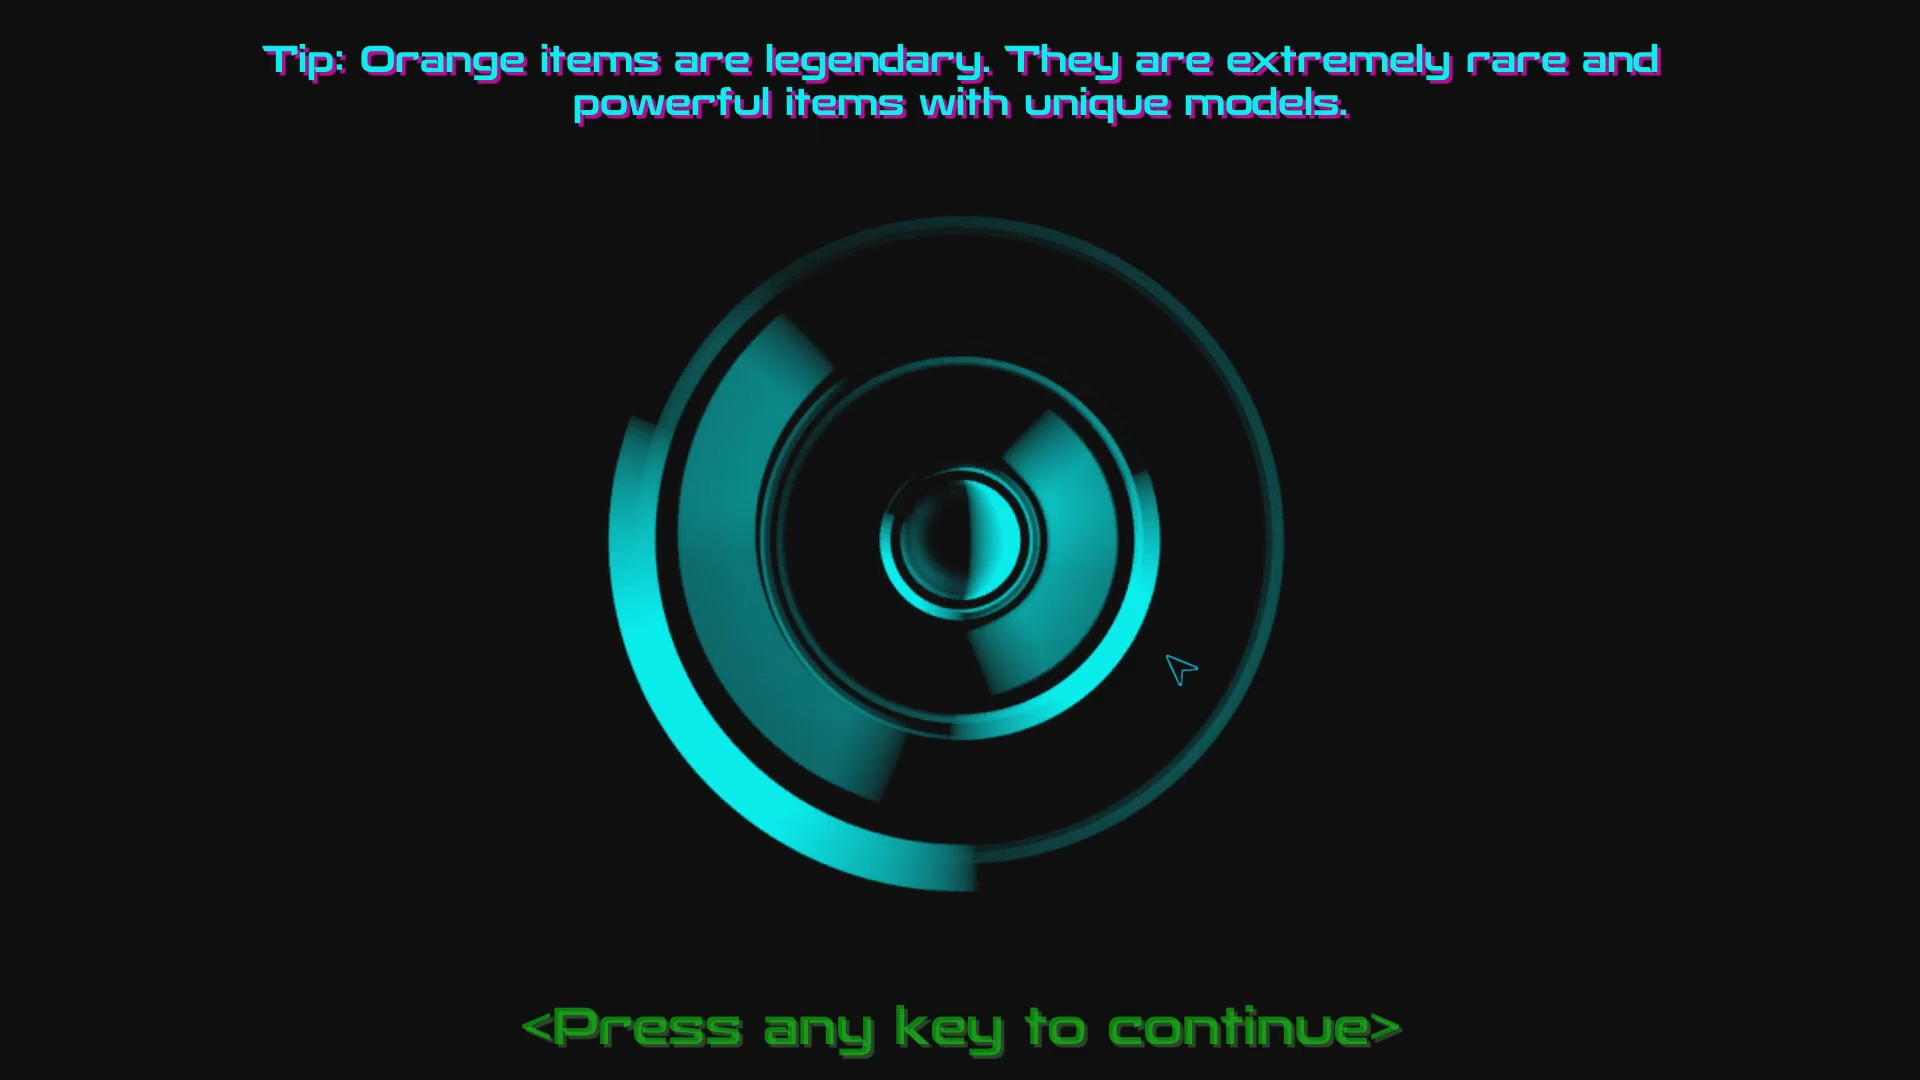 Tip: Orange items are legendary. They are extremely rare and
powerful items with unique models.
<Press any key to continue>